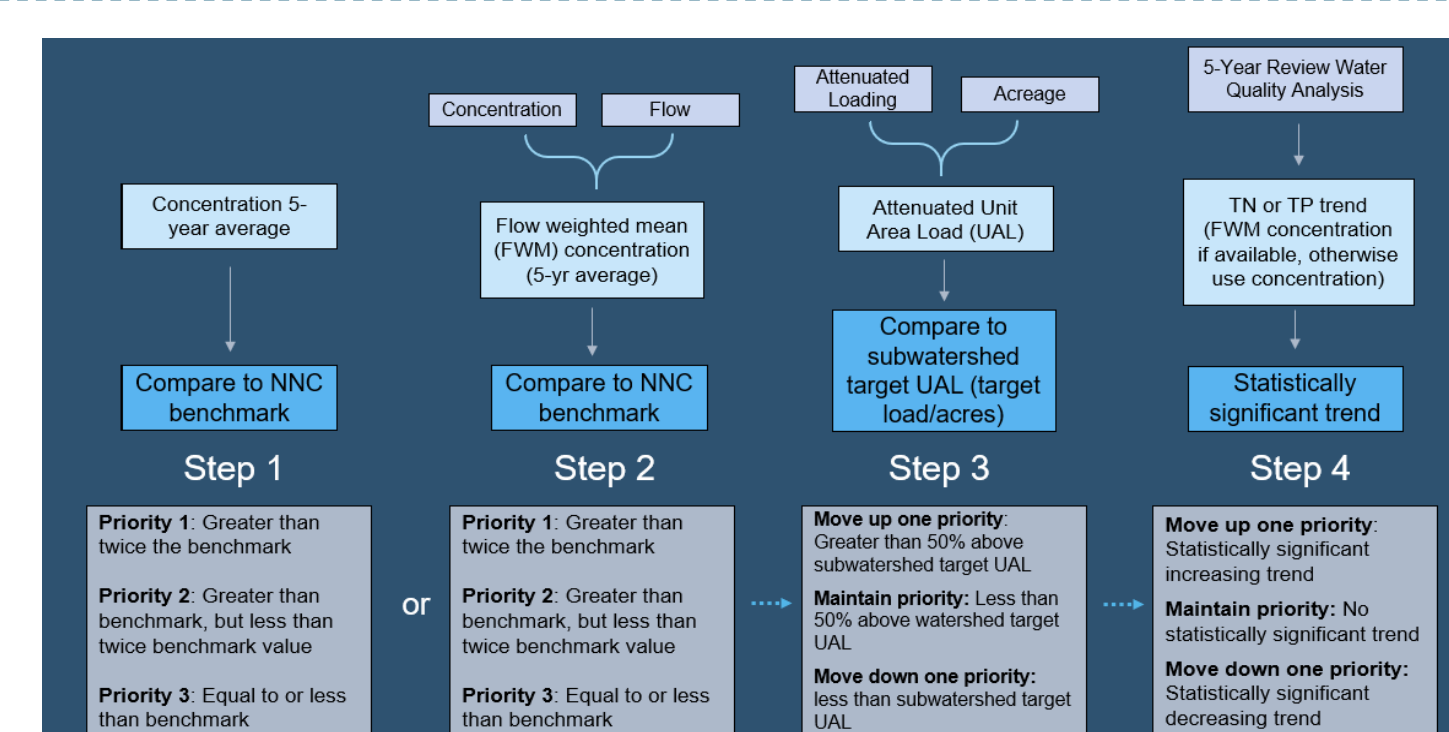 Concentration 5-
year average
Compare to NNC
benchmark
Step 1
Priority 1: Greater than
twice the benchmark
Priority 2: Greater than
benchmark, but less than
twice benchmark value
Priority 3: Equal to or less
than benchmark
or
Concentration
Flow
Flow weighted mean
(FWM) concentration
(5-yr average)
Compare to NNC
benchmark
Step 2
Priority 1: Greater than
twice the benchmark
Priority 2: Greater than
benchmark, but less than
twice benchmark value
Priority 3: Equal to or less
than benchmark
Attenuated
Loading
Acreage
Attenuated Unit
Area Load (UAL)
Compare to
subwatershed
target UAL (target
load/acres)
Step 3
Move up one priority:
Greater than 50% above
subwatershed target UAL
Maintain priority: Less than
50% above watershed target
UAL
Move down one priority:
less than subwatershed target
UAL
5-Year Review Water
Quality Analysis
TN or TP trend
(FWM concentration
if available, otherwise
use concentration)
Statistically
significant trend
Step 4
Move up one priority:
Statistically significant
increasing trend
Maintain priority: No
statistically significant trend
Move down one priority:
Statistically significant
decreasing trend